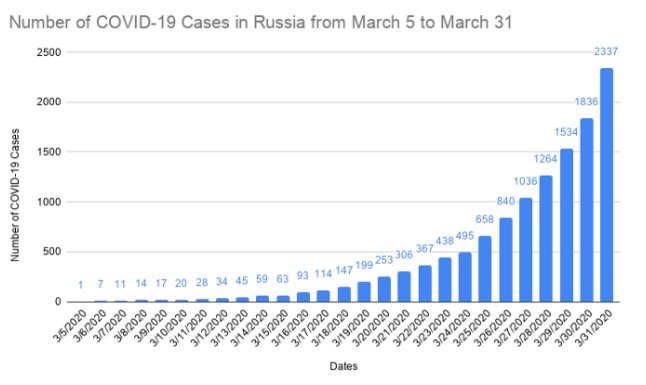 Number of COVID-19 Cases in Russia from March 5 to March 31
Number of COVID-19 Cases
2500
2000
1500
1000
500
0
1 7 11 14 17 20 28 34 45 59 63 93 114 147 199 253 306 367 438 495 658 840 1036 1264 1534 1836 2337
3/5/2020 3/6/2020 3/7/2020 3/8/2020 3/9/2020 3/10/2020 3/11/2020 3/12/2020 3/13/2020 3/14/2020 3/15/2020 3/16/2020 3/17/2020 3/18/2020 3/19/2020 3/20/2020 3/21/2020 3/22/2020 3/23/2020 3/24/2020 3/25/2020 3/26/2020 3/27/2020 3/28/2020 3/29/2020 3/30/2020 3/31/2020
Dates